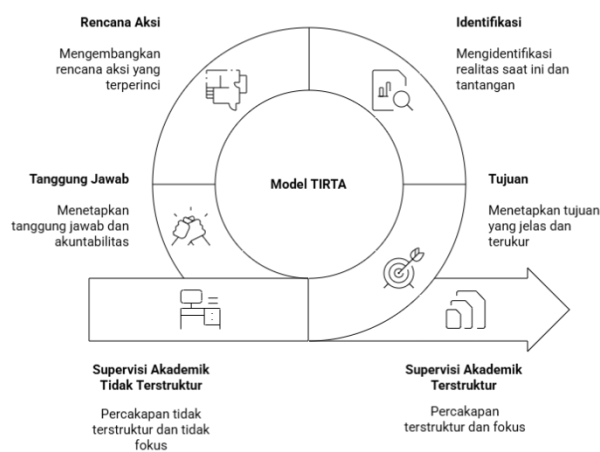 Rencana Aksi
Mengembangkan
rencana aksi yang
terperinci
Identifikasi
Mengidentifikasi
realitas saat ini dan
tantangan
Tanggung Jawab
Menetapkan
tanggung jawab dan
akuntabilitas
Model TIRTA
Tujuan
Menetapkan tujuan
yang jelas dan
terukur
Supervisi Akademik
Tidak Terstruktur
Percakapan tidak
terstruktur dan tidak
fokus
Supervisi Akademik
Terstruktur
Percakapan
terstruktur dan fokus